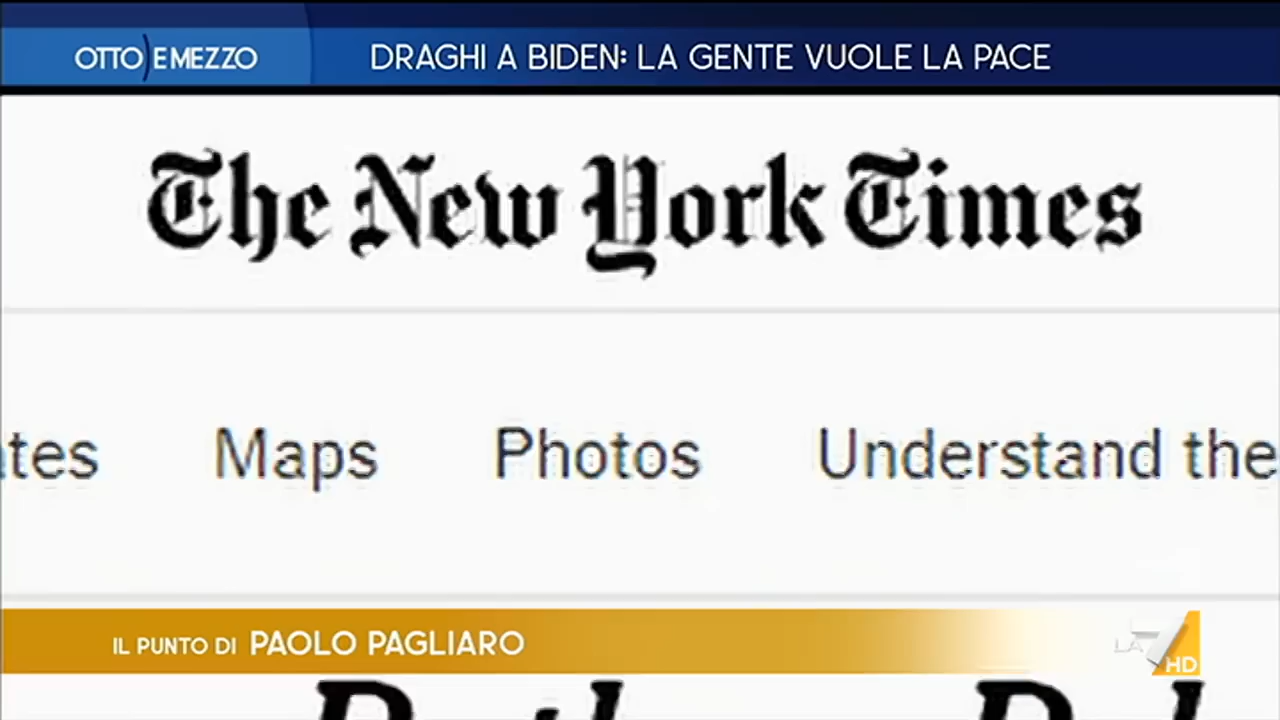 OTTO E MEZZO
DRAGHI A BIDEN: LA GENTE VUOLE LA PACE
The New York Times
Maps Photos Understand the
IL PUNTO DI PAOLO PAGLIARO
LA7 HD